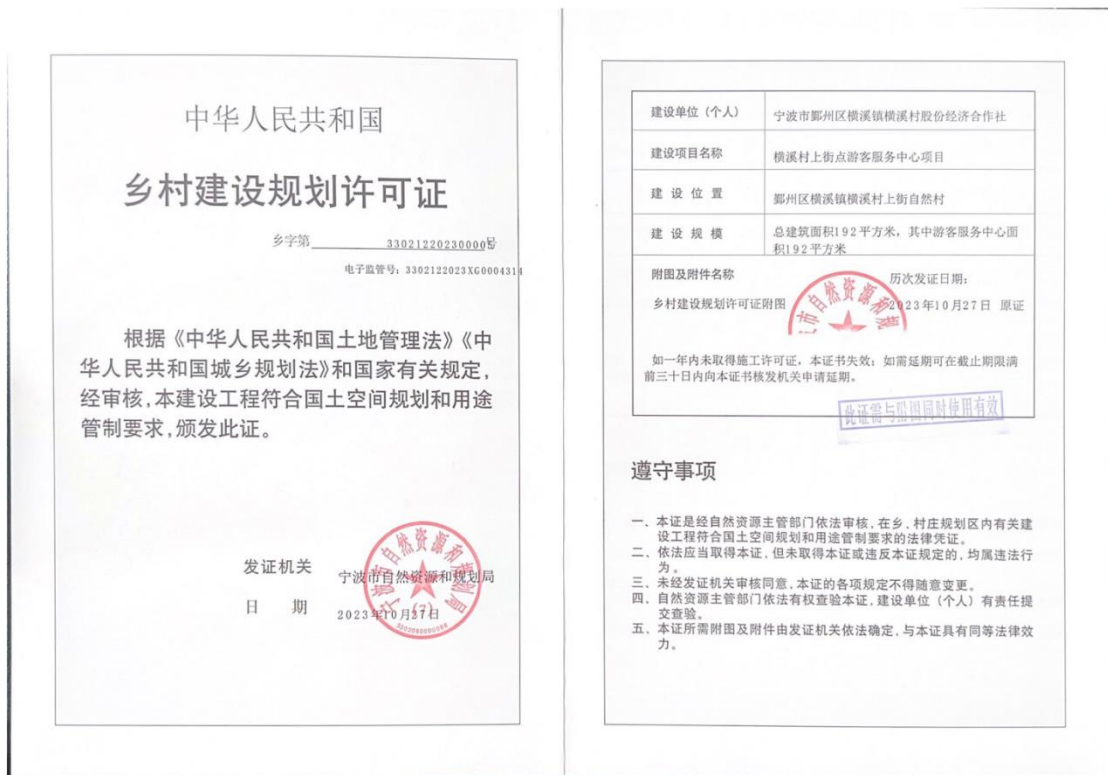 中华人民共和国
乡村建设规划许可证
乡字第 330212202300005号
电子监管号：3302122023XG0004314
根据《中华人民共和国土地管理法》《中
华人民共和国城乡规划法》和国家有关规定，
经审核，本建设工程符合国土空间规划和用途
管制要求，颁发此证。
发证机关 宁波市自然资源和规划局
日 期 2023年10月27日
宁波市自然资源和规划局
(7)
建设单位（个人） 宁波市鄞州区横溪镇横溪村股份经济合作社
建设项目名称 横溪村上街点游客服务中心项目
建 设 位 置 鄞州区横溪镇横溪村上街自然村
建 设 规 模 总建筑面积192平方米，其中游客服务中心面
积192平方米
附图及附件名称 历次发证日期：
乡村建设规划许可证附图 2023年10月27日 原证
市自然资源和规
如一年内未取得施工许可证，本证书失效；如需延期可在截止期限满
前三十日内向本证书核发机关申请延期。
此证需与附图同时使用有效
遵守事项
一、本证是经自然资源主管部门依法审核，在乡、村庄规划区内有关建
设工程符合国土空间规划和用途管制要求的法律凭证。
二、依法应当取得本证，但未取得本证或违反本证规定的，均属违法行
为。
三、未经发证机关审核同意，本证的各项规定不得随意变更。
四、自然资源主管部门依法有权查验本证，建设单位（个人）有责任提
交查验。
五、本证所需附图及附件由发证机关依法确定，与本证具有同等法律效
力。